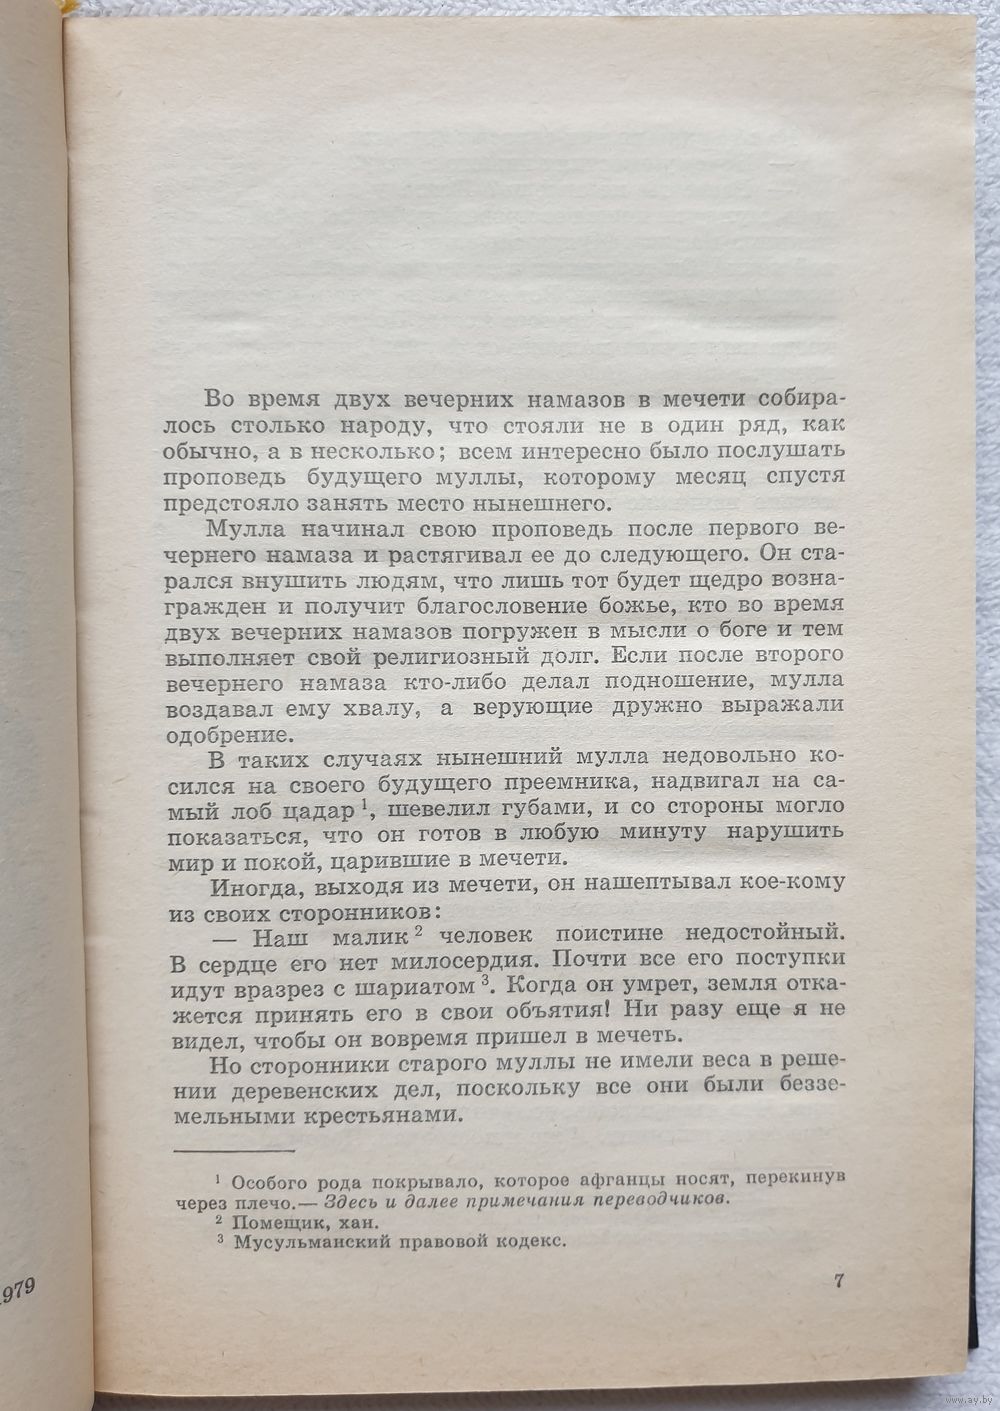 Во время двух вечерних намазов в мечети собира-
лось столько народу, что стояли не в один ряд, как
обычно, а в несколько; всем интересно было послушать
проповедь будущего муллы, которому месяц спустя
предстояло занять место нынешнего.
Мулла начинал свою проповедь после первого ве-
чернего намаза и растягивал ее до следующего. Он ста-
рался внушить людям, что лишь тот будет щедро возна-
гражден и получит благословение божье, кто во время
двух вечерних намазов погружен в мысли о боге и тем
выполняет свой религиозный долг. Если после второго
вечернего намаза кто-либо делал подношение, мулла
воздавал ему хвалу, а верующие дружно выражали
одобрение.
В таких случаях нынешний мулла недовольно ко-
сился на своего будущего преемника, надвигал на са-
мый лоб цадар¹, шевелил губами, и со стороны могло
показаться, что он готов в любую минуту нарушить
мир и покой, царившие в мечети.
Иногда, выходя из мечети, он нашептывал кое-кому
из своих сторонников:
— Наш малик² человек поистине недостойный.
В сердце его нет милосердия. Почти все его поступки
идут вразрез с шариатом³. Когда он умрет, земля отка-
жется принять его в свои объятия! Ни разу еще я не
видел, чтобы он вовремя пришел в мечеть.
Но сторонники старого муллы не имели веса в реше-
нии деревенских дел, поскольку все они были беззе-
мельными крестьянами.
¹ Особого рода покрывало, которое афганцы носят, перекинув
через плечо.— Здесь и далее примечания переводчиков.
² Помещик, хан.
³ Мусульманский правовой кодекс.
7
1979
www.ay.by